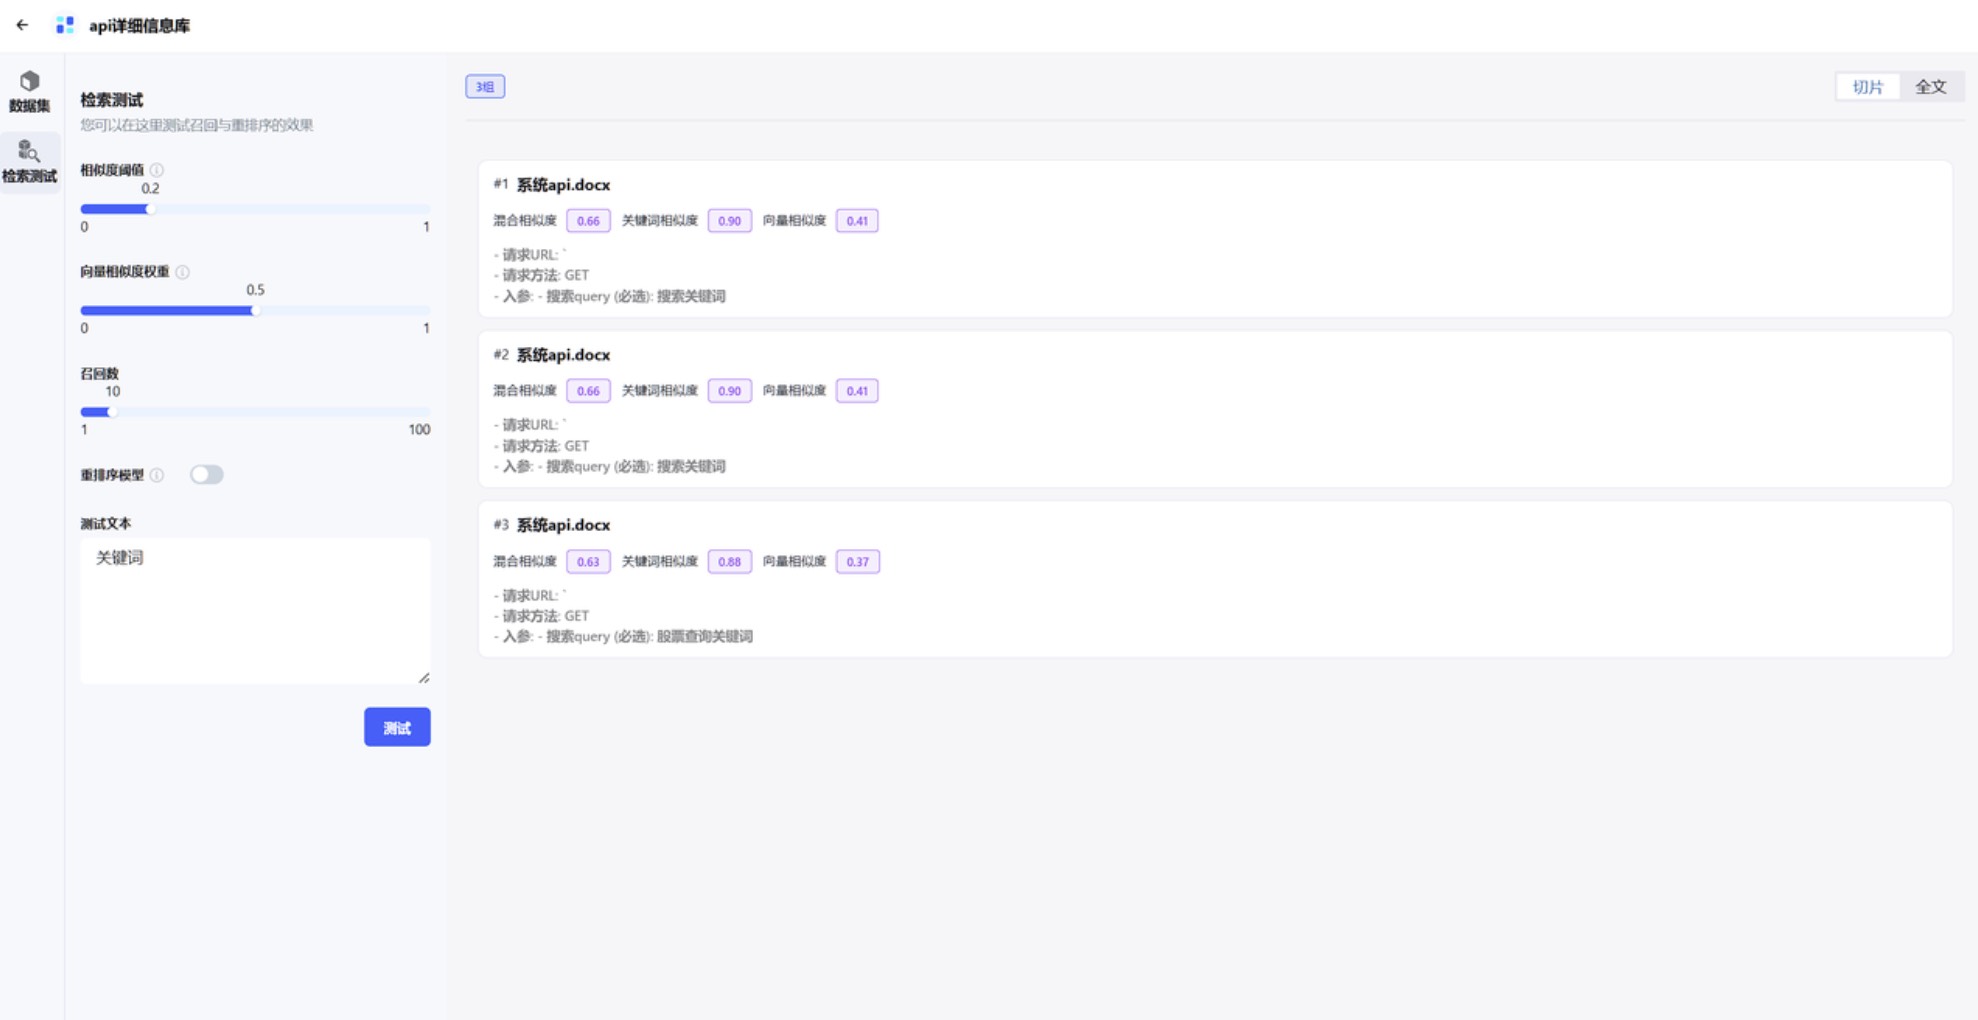 api详细信息库
数据集
检索测试
检索测试
您可以在这里测试召回与重排序的效果
相似度阈值
0.2
0 1
向量相似度权重
0.5
0 1
召回数
10
1 100
重排序模型
测试文本
关键词
测试
3组
切片 全文
#1 系统api.docx
混合相似度 0.66 关键词相似度 0.90 向量相似度 0.41
- 请求URL: `
- 请求方法: GET
- 入参: - 搜索query (必选): 搜索关键词
#2 系统api.docx
混合相似度 0.66 关键词相似度 0.90 向量相似度 0.41
- 请求URL: `
- 请求方法: GET
- 入参: - 搜索query (必选): 搜索关键词
#3 系统api.docx
混合相似度 0.63 关键词相似度 0.88 向量相似度 0.37
- 请求URL: `
- 请求方法: GET
- 入参: - 搜索query (必选): 股票查询关键词